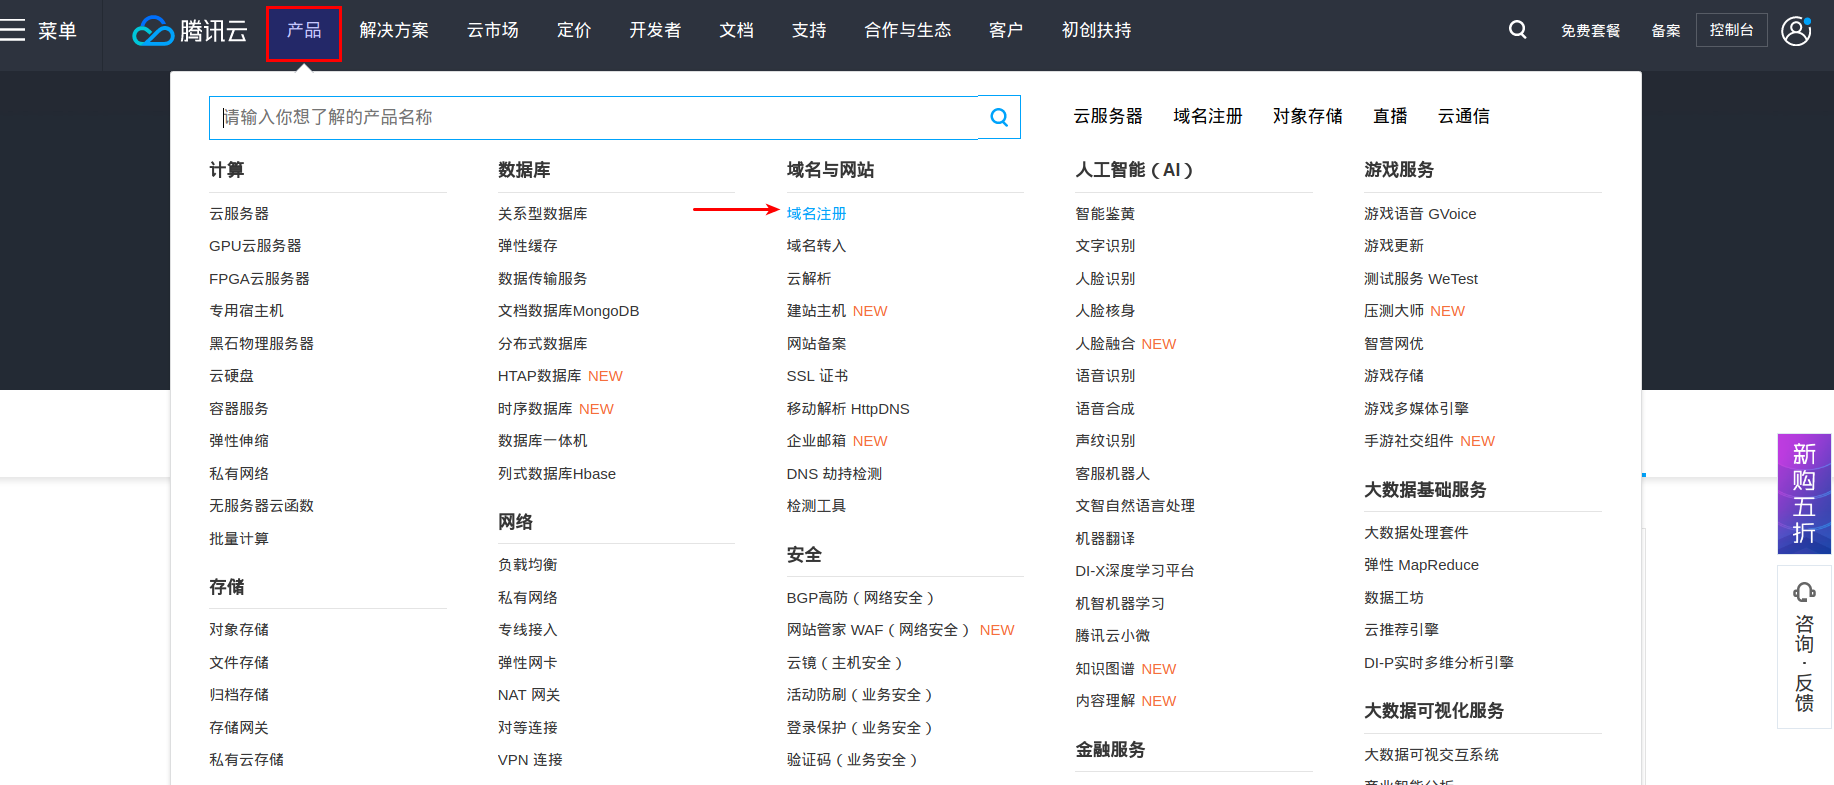 菜单
腾讯云
产品
解决方案
云市场
定价
开发者
文档
支持
合作与生态
客户
初创扶持
免费套餐
备案
控制台
请输入你想了解的产品名称
云服务器
域名注册
对象存储
直播
云通信
计算
云服务器
GPU云服务器
FPGA云服务器
专用宿主机
黑石物理服务器
云硬盘
容器服务
弹性伸缩
私有网络
无服务器云函数
批量计算
存储
对象存储
文件存储
归档存储
存储网关
私有云存储
数据库
关系型数据库
弹性缓存
数据传输服务
文档数据库MongoDB
分布式数据库
HTAP数据库 NEW
时序数据库 NEW
数据库一体机
列式数据库Hbase
网络
负载均衡
私有网络
专线接入
弹性网卡
NAT 网关
对等连接
VPN 连接
域名与网站
域名注册
域名转入
云解析
建站主机 NEW
网站备案
SSL 证书
移动解析 HttpDNS
企业邮箱 NEW
DNS 劫持检测
检测工具
安全
BGP高防（网络安全）
网站管家 WAF（网络安全） NEW
云镜（主机安全）
活动防刷（业务安全）
登录保护（业务安全）
验证码（业务安全）
人工智能（AI）
智能鉴黄
文字识别
人脸识别
人脸核身
人脸融合 NEW
语音识别
语音合成
声纹识别
客服机器人
文智自然语言处理
机器翻译
DI-X深度学习平台
机智机器学习
腾讯云小微
知识图谱 NEW
内容理解 NEW
金融服务
游戏服务
游戏语音 GVoice
游戏更新
测试服务 WeTest
压测大师 NEW
智营网优
游戏存储
游戏多媒体引擎
手游社交组件 NEW
大数据基础服务
大数据处理套件
弹性 MapReduce
数据工坊
云推荐引擎
DI-P实时多维分析引擎
大数据可视化服务
大数据可视交互系统
商业智能分析
新购五折
咨询·反馈